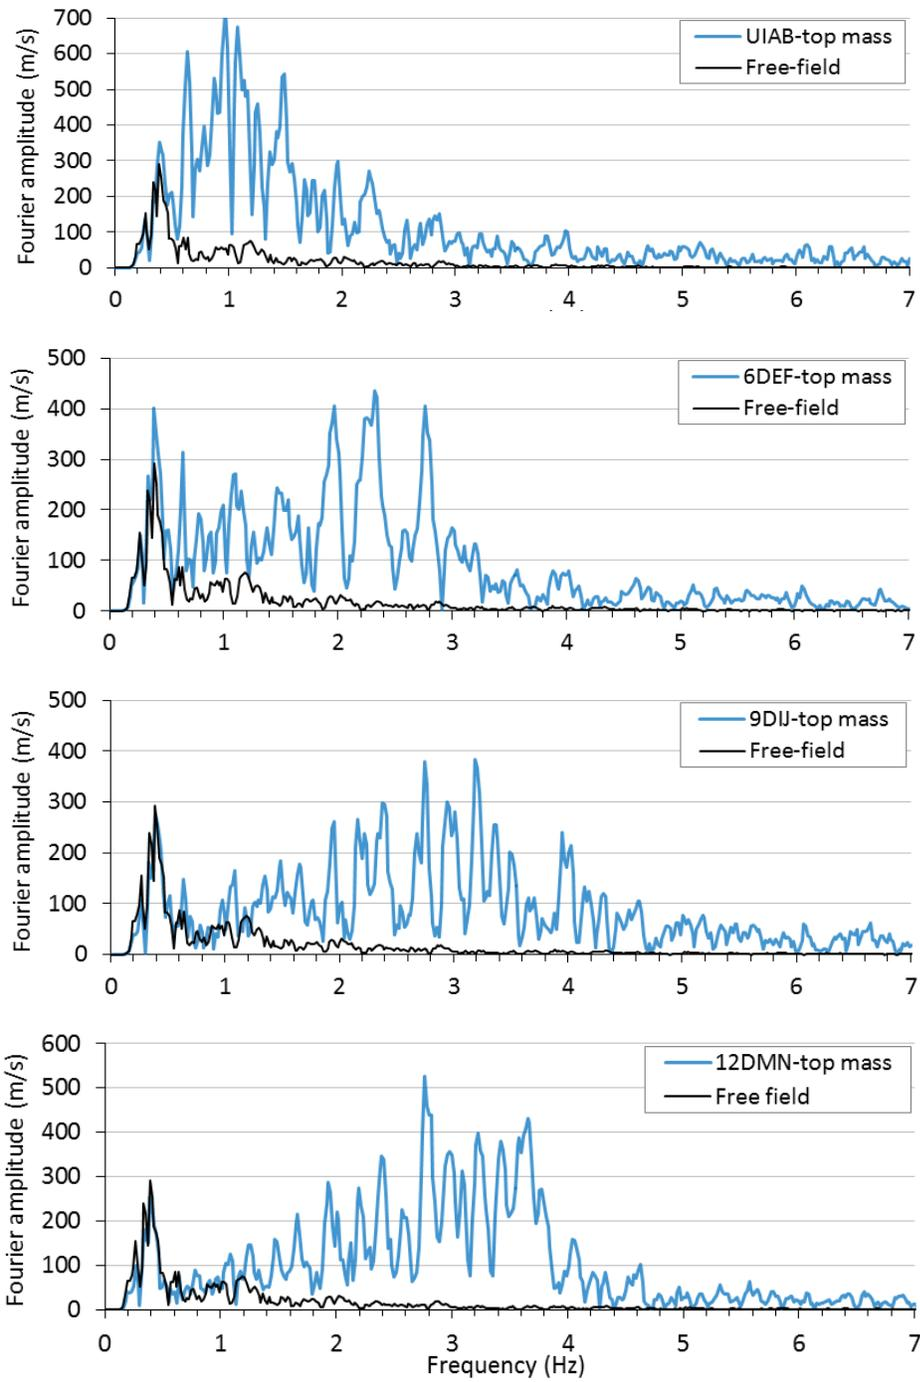 Fourier amplitude (m/s)
700
600
500
400
300
200
100
0
UIAB-top mass
Free-field
0 1 2 3 4 5 6 7
Fourier amplitude (m/s)
500
400
300
200
100
0
6DEF-top mass
Free-field
0 1 2 3 4 5 6 7
Fourier amplitude (m/s)
500
400
300
200
100
0
9DIJ-top mass
Free-field
0 1 2 3 4 5 6 7
Fourier amplitude (m/s)
600
500
400
300
200
100
0
12DMN-top mass
Free field
0 1 2 3 4 5 6 7
Frequency (Hz)